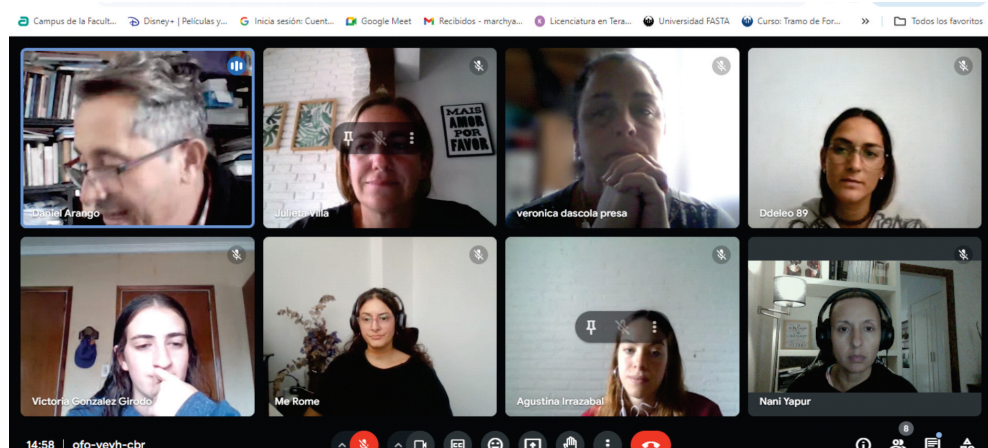 Campus de la Facult...
Disney+ | Películas y...
Inicia sesión: Cuent...
Google Meet
Recibidos - marchya...
Licenciatura en Tera...
Universidad FASTA
Curso: Tramo de For...
»
Todos los favoritos
MAIS
AMOR
POR
FAVOR
Daniel Arango
Julieta Villa
veronica dascola presa
Ddeleo 89
Victoria Gonzalez Girodo
Me Rome
Agustina Irrazabal
Nani Yapur
14:58 | ofo-veyh-cbr
8